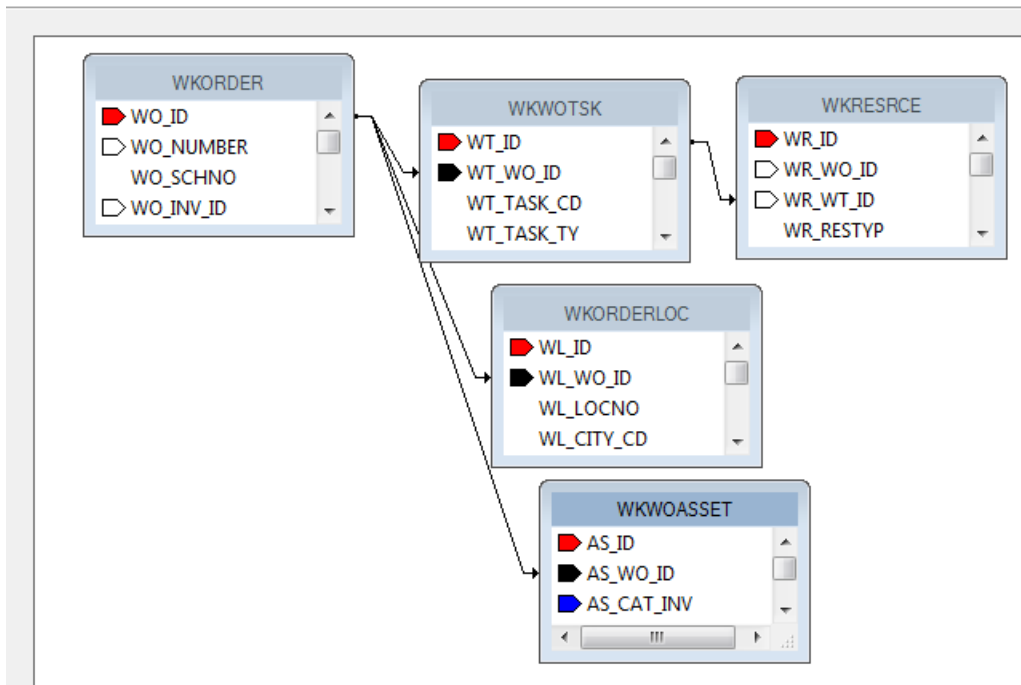 WKORDER
WO_ID
WO_NUMBER
WO_SCHNO
WO_INV_ID
WKWOTSK
WT_ID
WT_WO_ID
WT_TASK_CD
WT_TASK_TY
WKRESRCE
WR_ID
WR_WO_ID
WR_WT_ID
WR_RESTYP
WKORDERLOC
WL_ID
WL_WO_ID
WL_LOCNO
WL_CITY_CD
WKWOASSET
AS_ID
AS_WO_ID
AS_CAT_INV